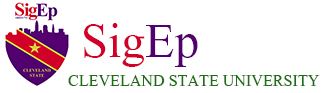 SigEp
CLEVELAND
STATE
SigEp
CLEVELAND STATE UNIVERSITY